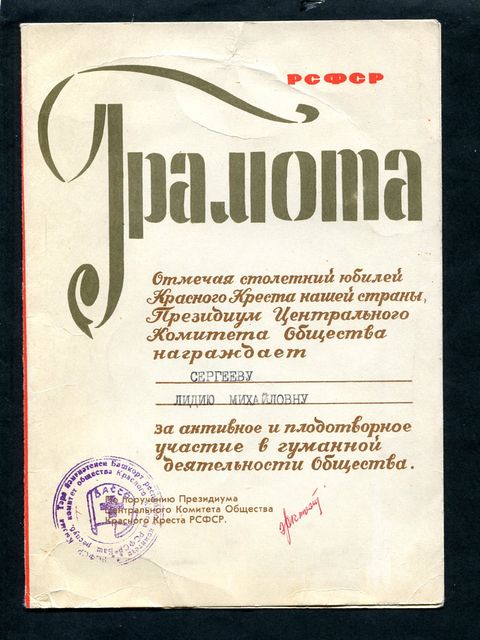 РСФСР
Грамота
Отмечая столетний юбилей
Красного Креста нашей страны,
Президиум Центрального
Комитета Общества
награждает
СЕРГЕЕВУ
ЛИДИЮ МИХАЙЛОВНУ
за активное и плодотворное
участие в гуманной
деятельности Общества.
По поручению Президиума
Центрального Комитета Общества
Красного Креста РСФСР.
БАССР